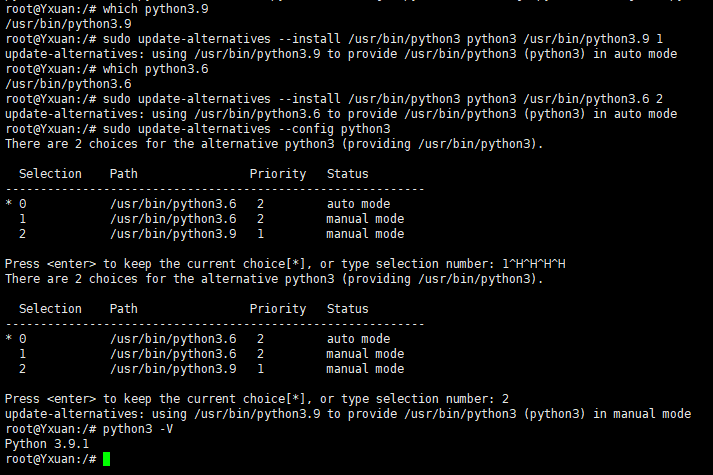 root@Yxuan:/# which python3.9
/usr/bin/python3.9
root@Yxuan:/# sudo update-alternatives --install /usr/bin/python3 python3 /usr/bin/python3.9 1
update-alternatives: using /usr/bin/python3.9 to provide /usr/bin/python3 (python3) in auto mode
root@Yxuan:/# which python3.6
/usr/bin/python3.6
root@Yxuan:/# sudo update-alternatives --install /usr/bin/python3 python3 /usr/bin/python3.6 2
update-alternatives: using /usr/bin/python3.6 to provide /usr/bin/python3 (python3) in auto mode
root@Yxuan:/# sudo update-alternatives --config python3
There are 2 choices for the alternative python3 (providing /usr/bin/python3).
Selection    Path                Priority   Status
------------------------------------------------------------
* 0            /usr/bin/python3.6   2         auto mode
1            /usr/bin/python3.6   2         manual mode
2            /usr/bin/python3.9   1         manual mode
Press <enter> to keep the current choice[*], or type selection number: 1^H^H^H^H
There are 2 choices for the alternative python3 (providing /usr/bin/python3).
Selection    Path                Priority   Status
------------------------------------------------------------
* 0            /usr/bin/python3.6   2         auto mode
1            /usr/bin/python3.6   2         manual mode
2            /usr/bin/python3.9   1         manual mode
Press <enter> to keep the current choice[*], or type selection number: 2
update-alternatives: using /usr/bin/python3.9 to provide /usr/bin/python3 (python3) in manual mode
root@Yxuan:/# python3 -V
Python 3.9.1
root@Yxuan:/#